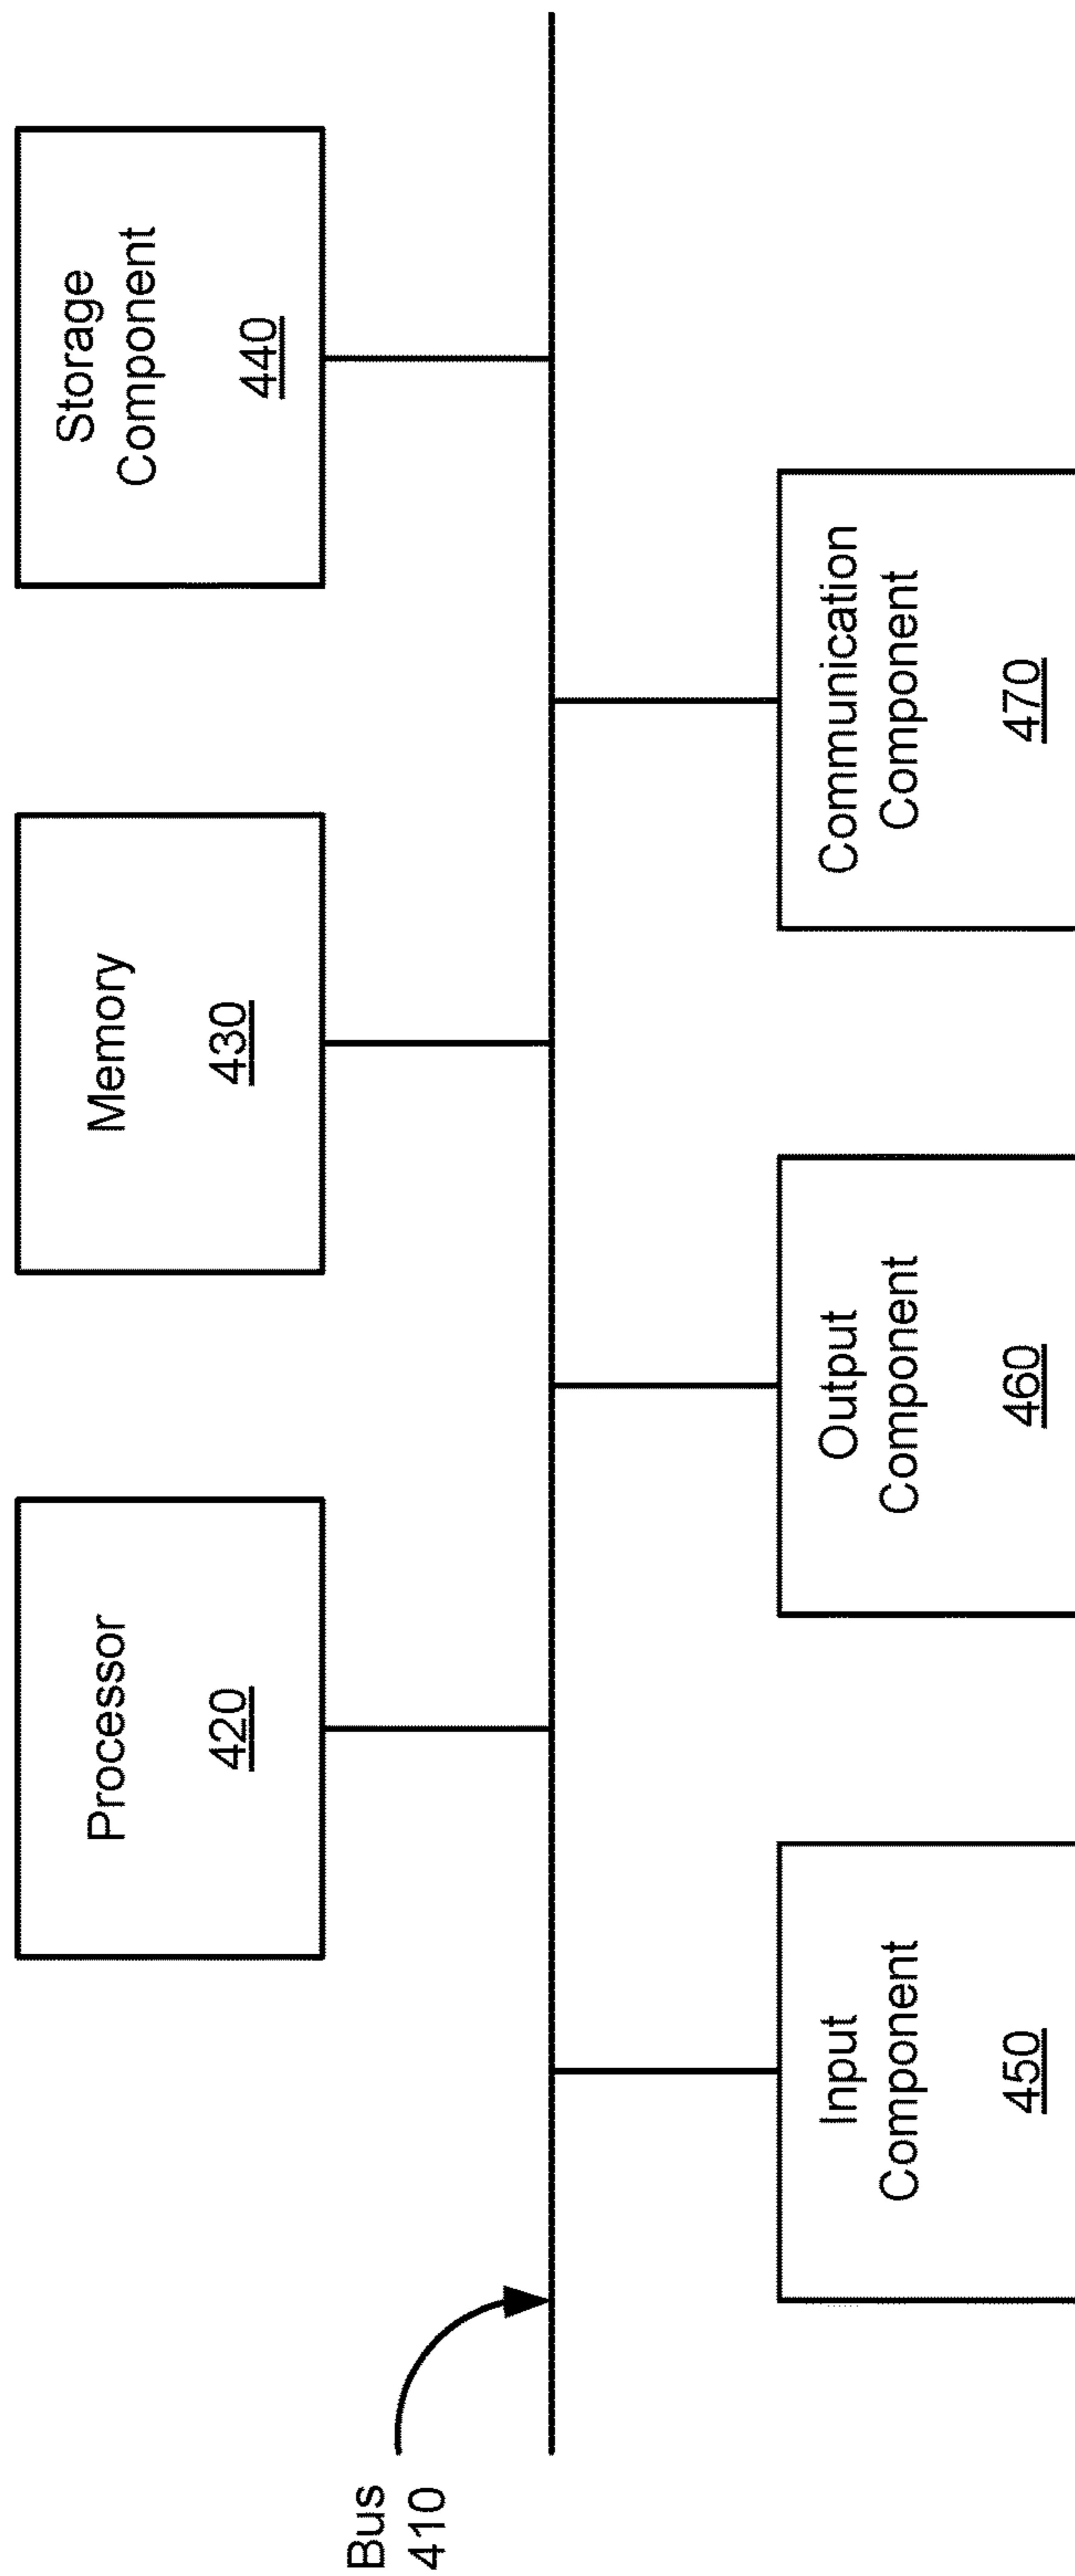 Processor
420
Memory
430
Storage
Component
440
Bus
410
Input
Component
450
Output
Component
460
Communication
Component
470